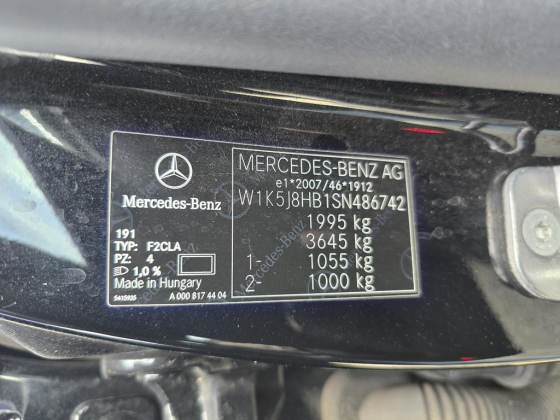 Mercedes-Benz
191
TYP: F2CLA
PZ: 4
1,0 %
Made in Hungary
5415935 A 000 817 44 04
MERCEDES-BENZ AG
e1*2007/46*1912
W1K5J8HB1SN486742
1995 kg
3645 kg
1- 1055 kg
2- 1000 kg